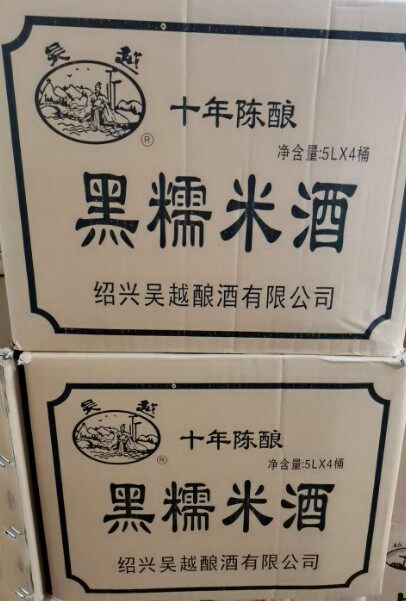 吴越
®
十年陈酿
净含量:5LX4桶
黑糯米酒
绍兴吴越酿酒有限公司
吴越
®
十年陈酿
净含量:5LX4桶
黑糯米酒
绍兴吴越酿酒有限公司